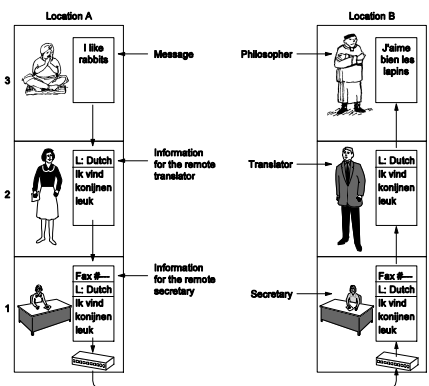 Location A
Location B
3
I like
rabbits
Message
Philosopher
J'aime
bien les
lapins
2
L: Dutch
Ik vind
konijnen
leuk
Information
for the remote
translator
Translator
L: Dutch
Ik vind
konijnen
leuk
1
Fax #—
L: Dutch
Ik vind
konijnen
leuk
Information
for the remote
secretary
Secretary
Fax #—
L: Dutch
Ik vind
konijnen
leuk